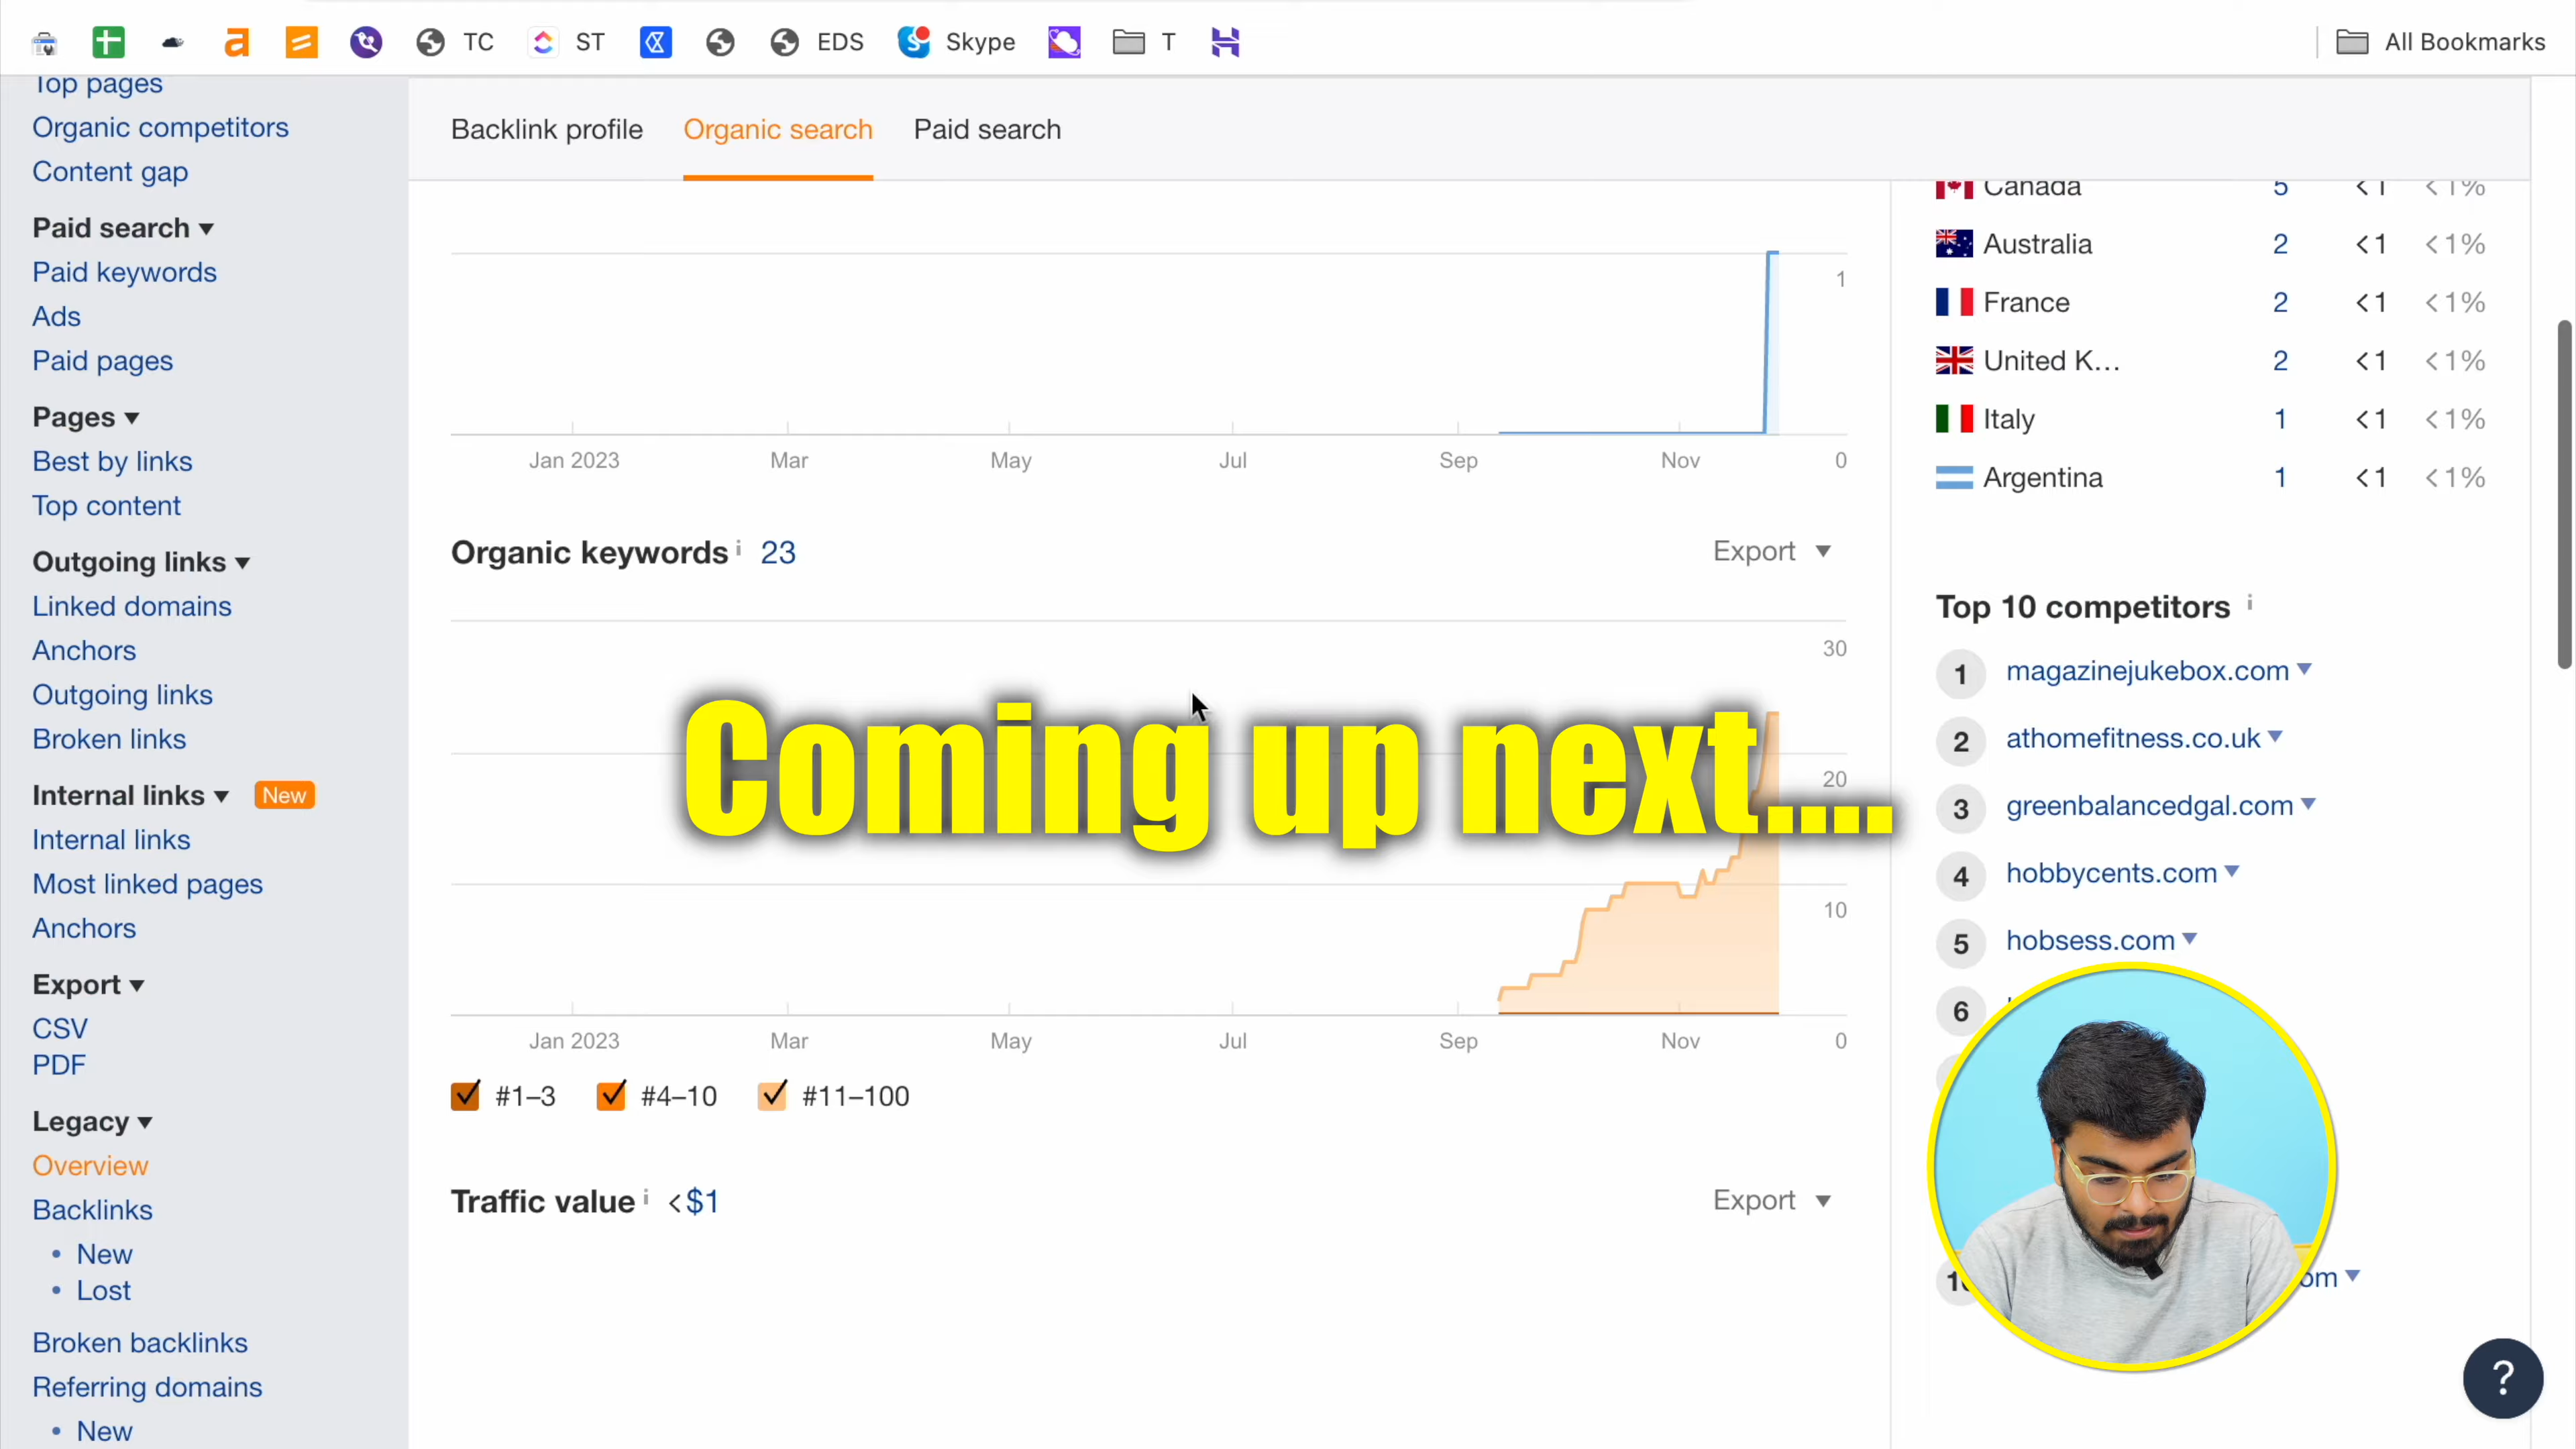 TC
ST
EDS
Skype
T
All Bookmarks
Top pages
Organic competitors
Content gap
Paid search
Paid keywords
Ads
Paid pages
Pages
Best by links
Top content
Outgoing links
Linked domains
Anchors
Outgoing links
Broken links
Internal links New
Internal links
Most linked pages
Anchors
Export
CSV
PDF
Legacy
Overview
Backlinks
• New
• Lost
Broken backlinks
Referring domains
• New
Backlink profile Organic search Paid search
1
Jan 2023 Mar May Jul Sep Nov 0
Organic keywords i 23 Export
30
20
10
Coming up next....
Jan 2023 Mar May Jul Sep Nov 0
#1–3 #4–10 #11–100
Traffic value i <$1 Export
Canada 5 <1 <1%
Australia 2 <1 <1%
France 2 <1 <1%
United K... 2 <1 <1%
Italy 1 <1 <1%
Argentina 1 <1 <1%
Top 10 competitors i
1 magazinejukebox.com
2 athomefitness.co.uk
3 greenbalancedgal.com
4 hobbycents.com
5 hobsess.com
6
?